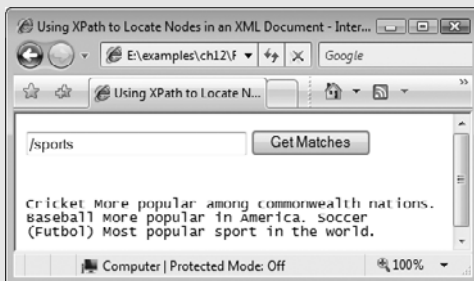 Using XPath to Locate Nodes in an XML Document - Inter...
E:\examples\ch12\F
Google
Using XPath to Locate N...
/sports
Get Matches
Cricket More popular among commonwealth nations.
Baseball More popular in America. Soccer
(Futbol) Most popular sport in the world.
Computer | Protected Mode: Off
100%